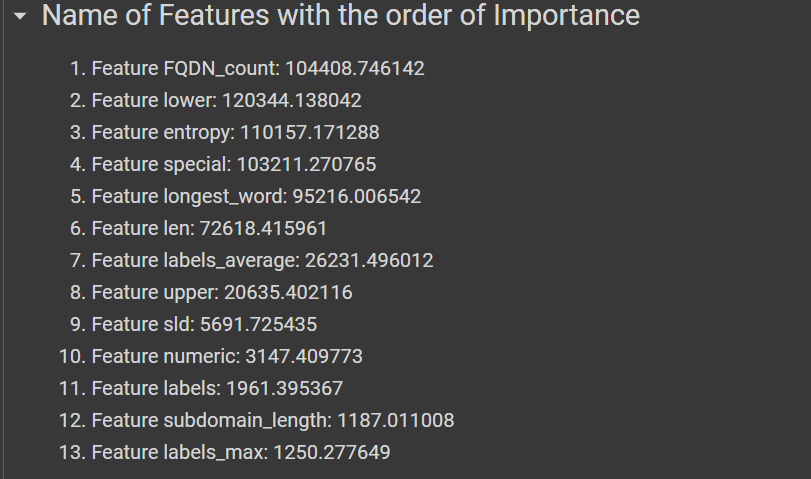 Name of Features with the order of Importance
1. Feature FQDN_count: 104408.746142
2. Feature lower: 120344.138042
3. Feature entropy: 110157.171288
4. Feature special: 103211.270765
5. Feature longest_word: 95216.006542
6. Feature len: 72618.415961
7. Feature labels_average: 26231.496012
8. Feature upper: 20635.402116
9. Feature sld: 5691.725435
10. Feature numeric: 3147.409773
11. Feature labels: 1961.395367
12. Feature subdomain_length: 1187.011008
13. Feature labels_max: 1250.277649